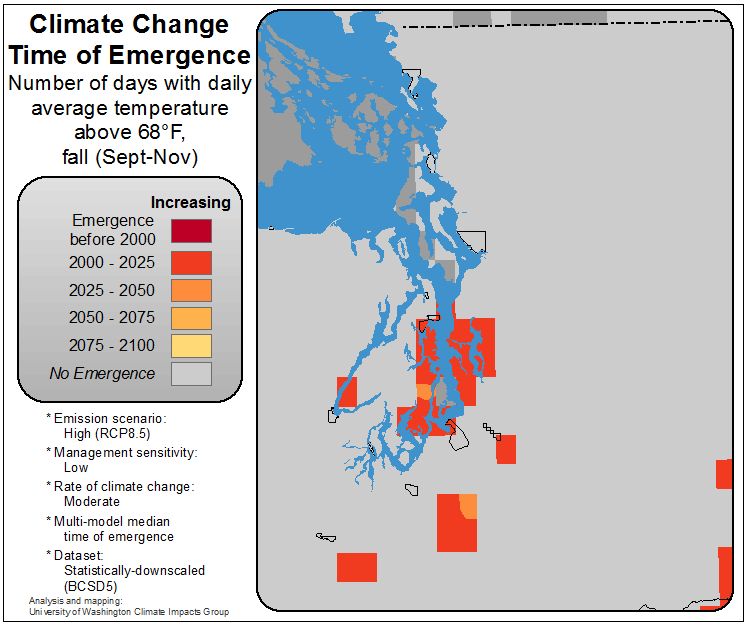 Climate Change
Time of Emergence
Number of days with daily
average temperature
above 68°F,
fall (Sept-Nov)
Increasing
Emergence
before 2000
2000 - 2025
2025 - 2050
2050 - 2075
2075 - 2100
No Emergence
* Emission scenario:
High (RCP8.5)
* Management sensitivity:
Low
* Rate of climate change:
Moderate
* Multi-model median
time of emergence
* Dataset:
Statistically-downscaled
(BCSD5)
Analysis and mapping:
University of Washington Climate Impacts Group